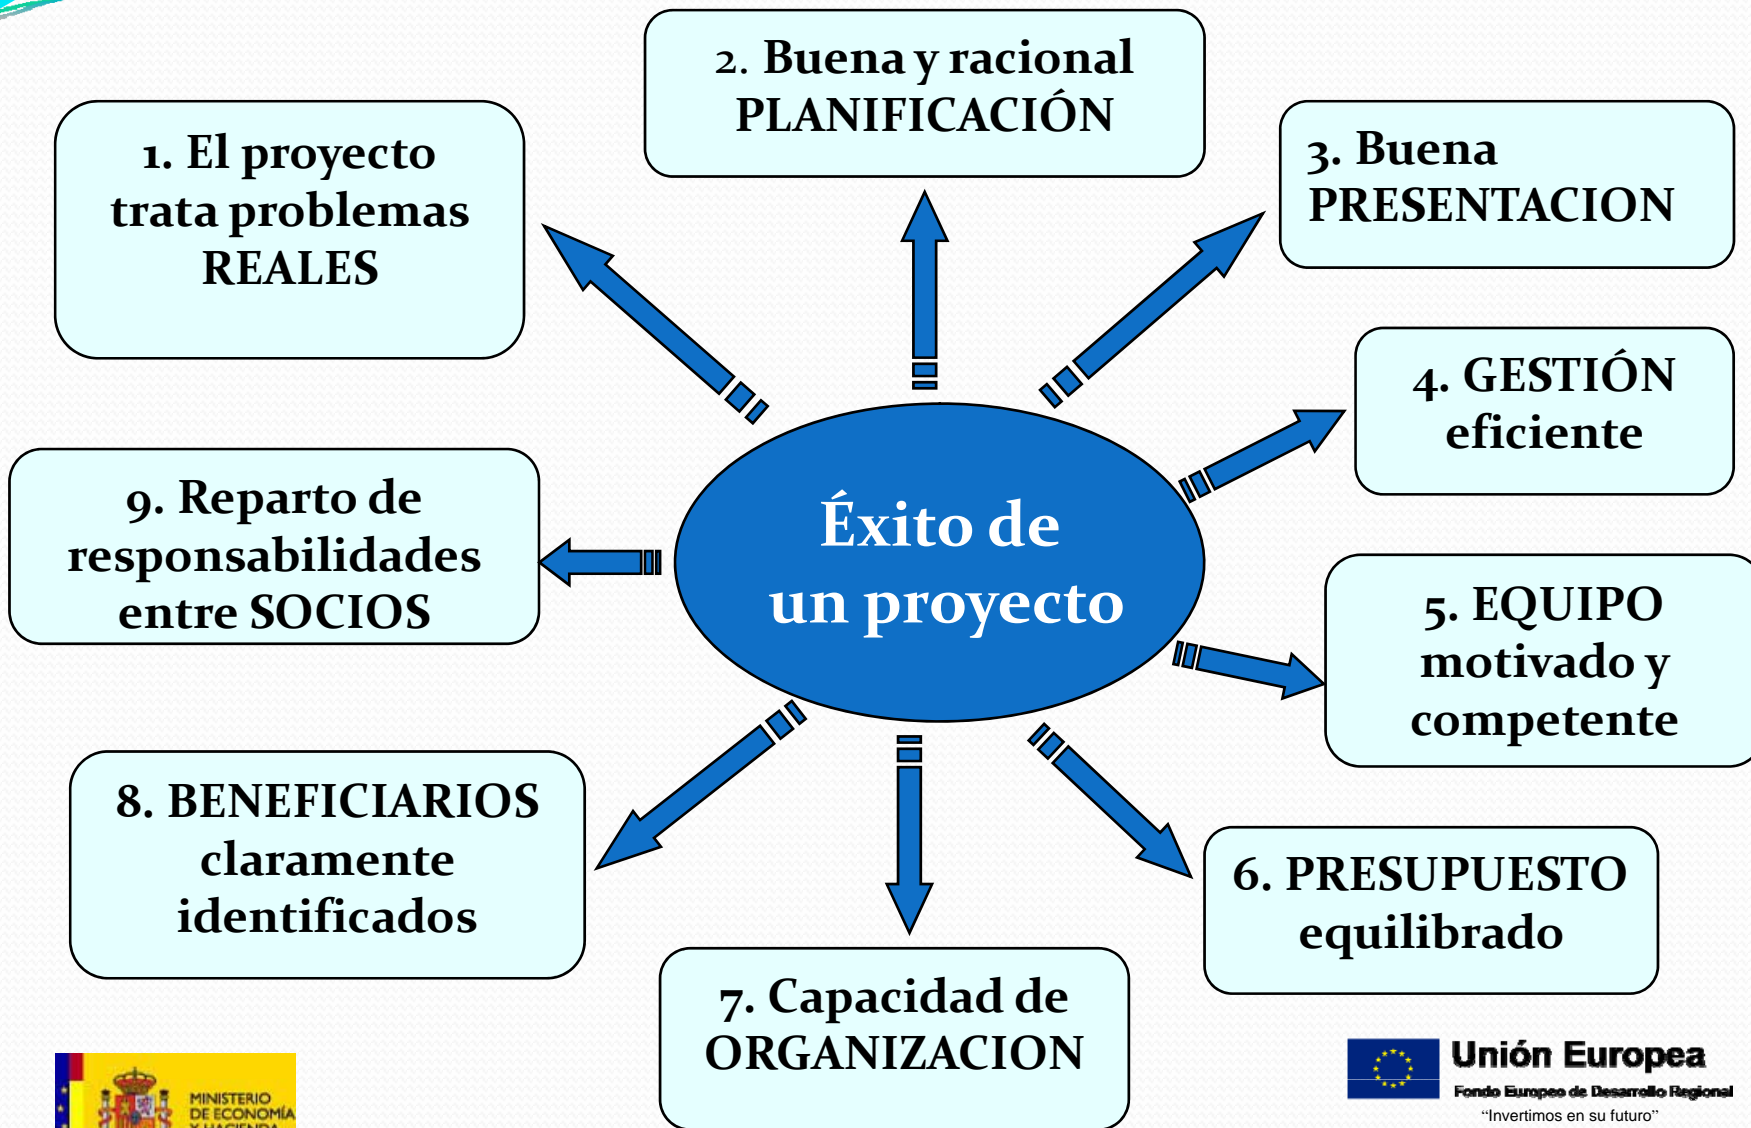 1. El proyecto
trata problemas
REALES
2. Buena y racional
PLANIFICACIÓN
3. Buena
PRESENTACION
4. GESTIÓN
eficiente
5. EQUIPO
motivado y
competente
6. PRESUPUESTO
equilibrado
7. Capacidad de
ORGANIZACION
8. BENEFICIARIOS
claramente
identificados
9. Reparto de
responsabilidades
entre SOCIOS
Éxito de
un proyecto
MINISTERIO
DE ECONOMÍA
Y HACIENDA
Unión Europea
Fondo Europeo de Desarrollo Regional
“Invertimos en su futuro”